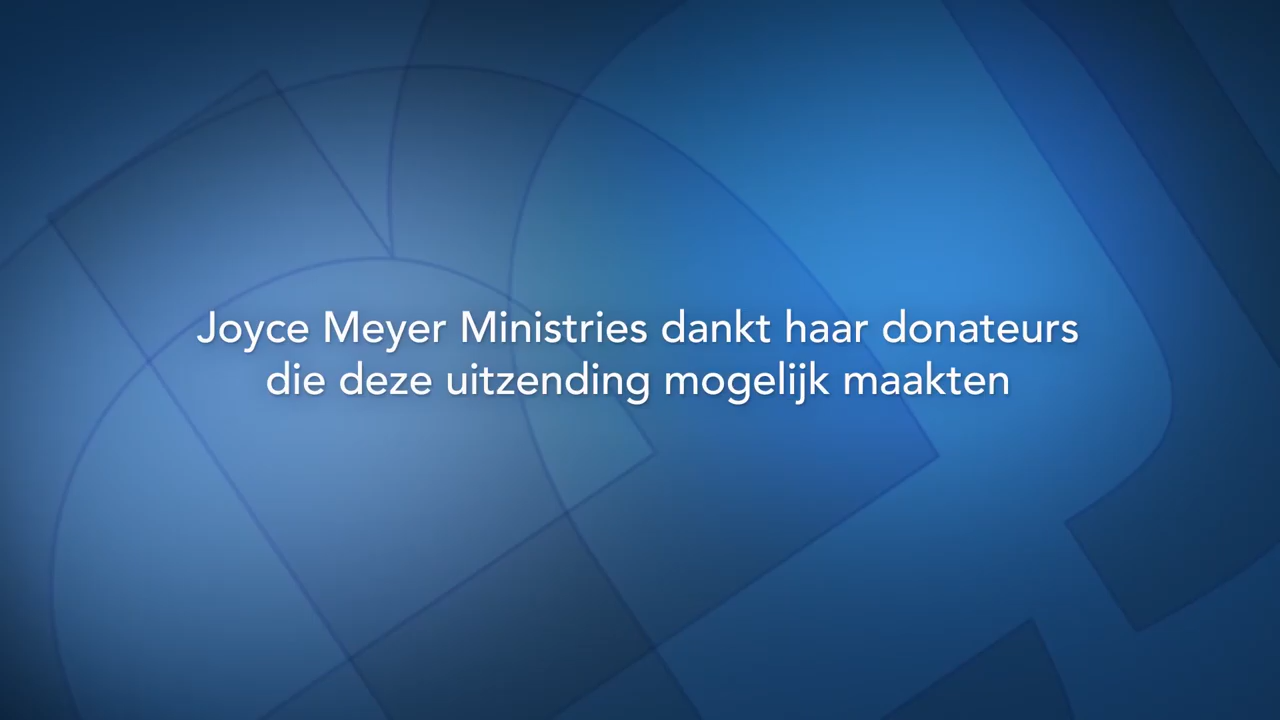 Joyce Meyer Ministries dankt haar donateurs
die deze uitzending mogelijk maakten